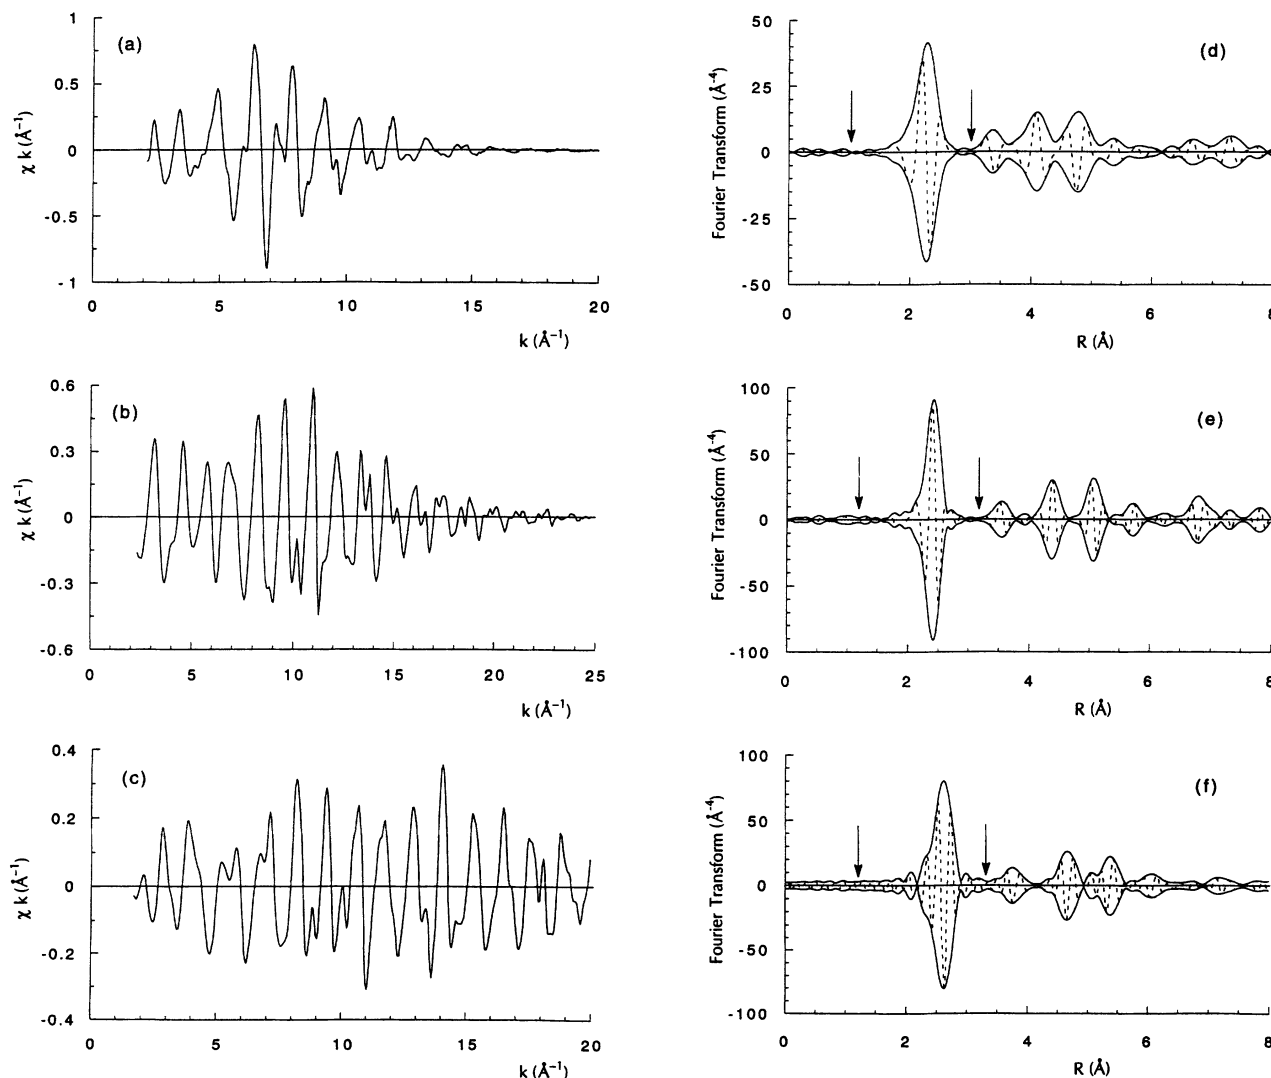 (a)
1
0.5
0
-0.5
-1
χ k (Å⁻¹)
0 5 10 15 20
k (Å⁻¹)
(d)
50
25
0
-25
-50
Fourier Transform (Å⁻⁴)
0 2 4 6 8
R (Å)
(b)
0.6
0.3
0
-0.3
-0.6
χ k (Å⁻¹)
0 5 10 15 20 25
k (Å⁻¹)
(e)
100
50
0
-50
-100
Fourier Transform (Å⁻⁴)
0 2 4 6 8
R (Å)
(c)
0.4
0.2
0
-0.2
-0.4
χ k (Å⁻¹)
0 5 10 15 20
k (Å⁻¹)
(f)
100
50
0
-50
-100
Fourier Transform (Å⁻⁴)
0 2 4 6 8
R (Å)